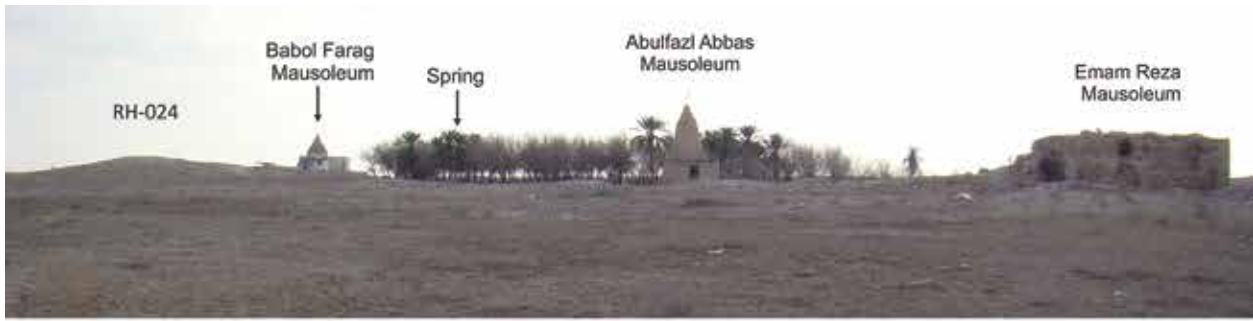 RH-024
Babol Farag
Mausoleum
Spring
Abulfazl Abbas
Mausoleum
Emam Reza
Mausoleum